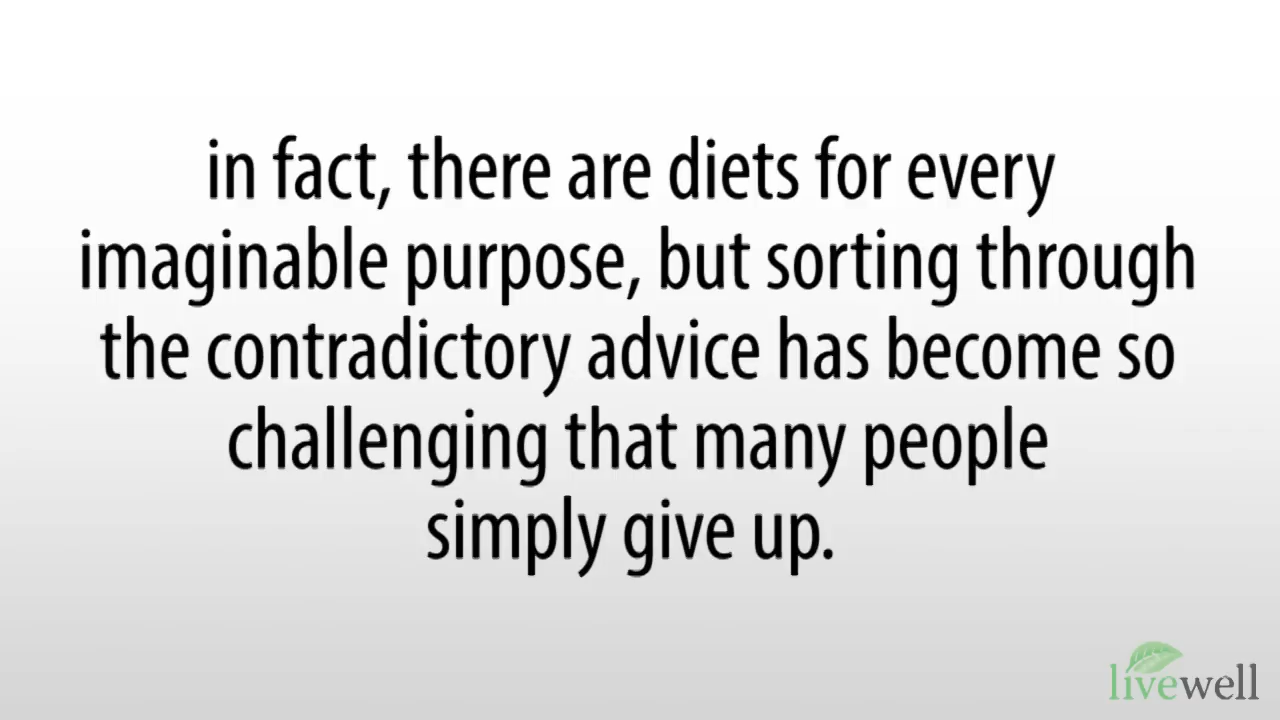 in fact, there are diets for every
imaginable purpose, but sorting through
the contradictory advice has become so
challenging that many people
simply give up.
livewell